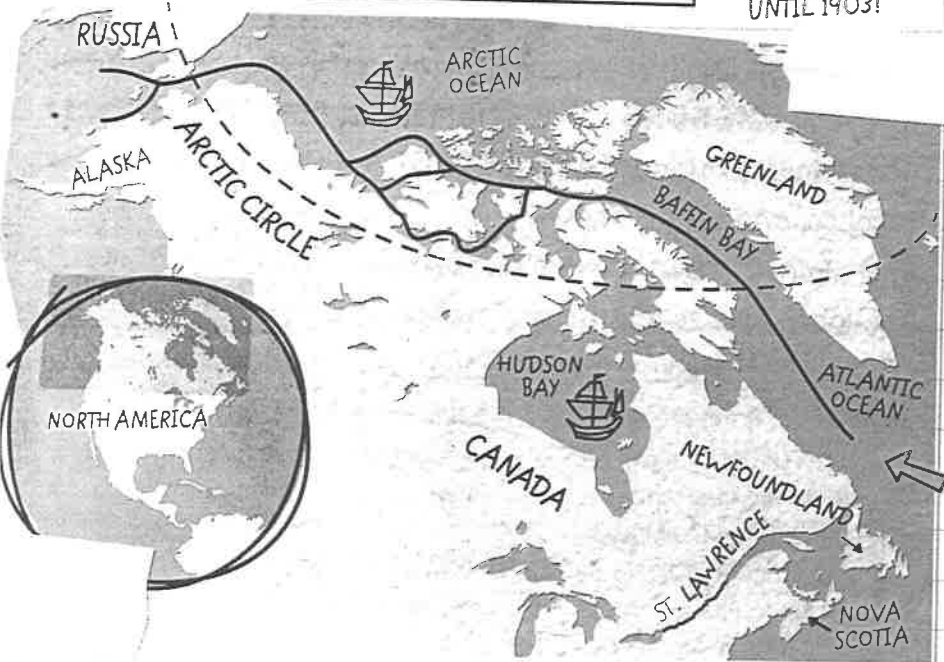 UNTIL 1903!
RUSSIA
ARCTIC
OCEAN
ALASKA
ARCTIC CIRCLE
GREENLAND
BAFFIN BAY
HUDSON
BAY
ATLANTIC
OCEAN
NORTH AMERICA
CANADA
NEWFOUNDLAND
ST. LAWRENCE
NOVA
SCOTIA